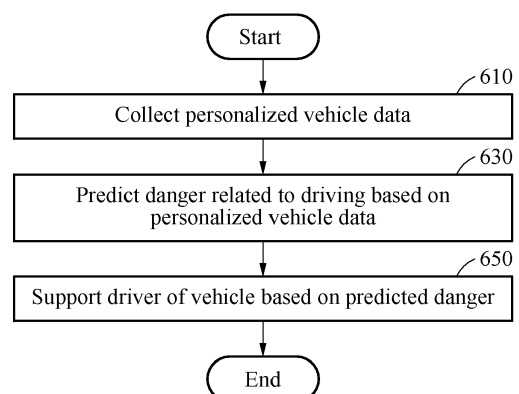 Start
610
Collect personalized vehicle data
630
Predict danger related to driving based on
personalized vehicle data
650
Support driver of vehicle based on predicted danger
End